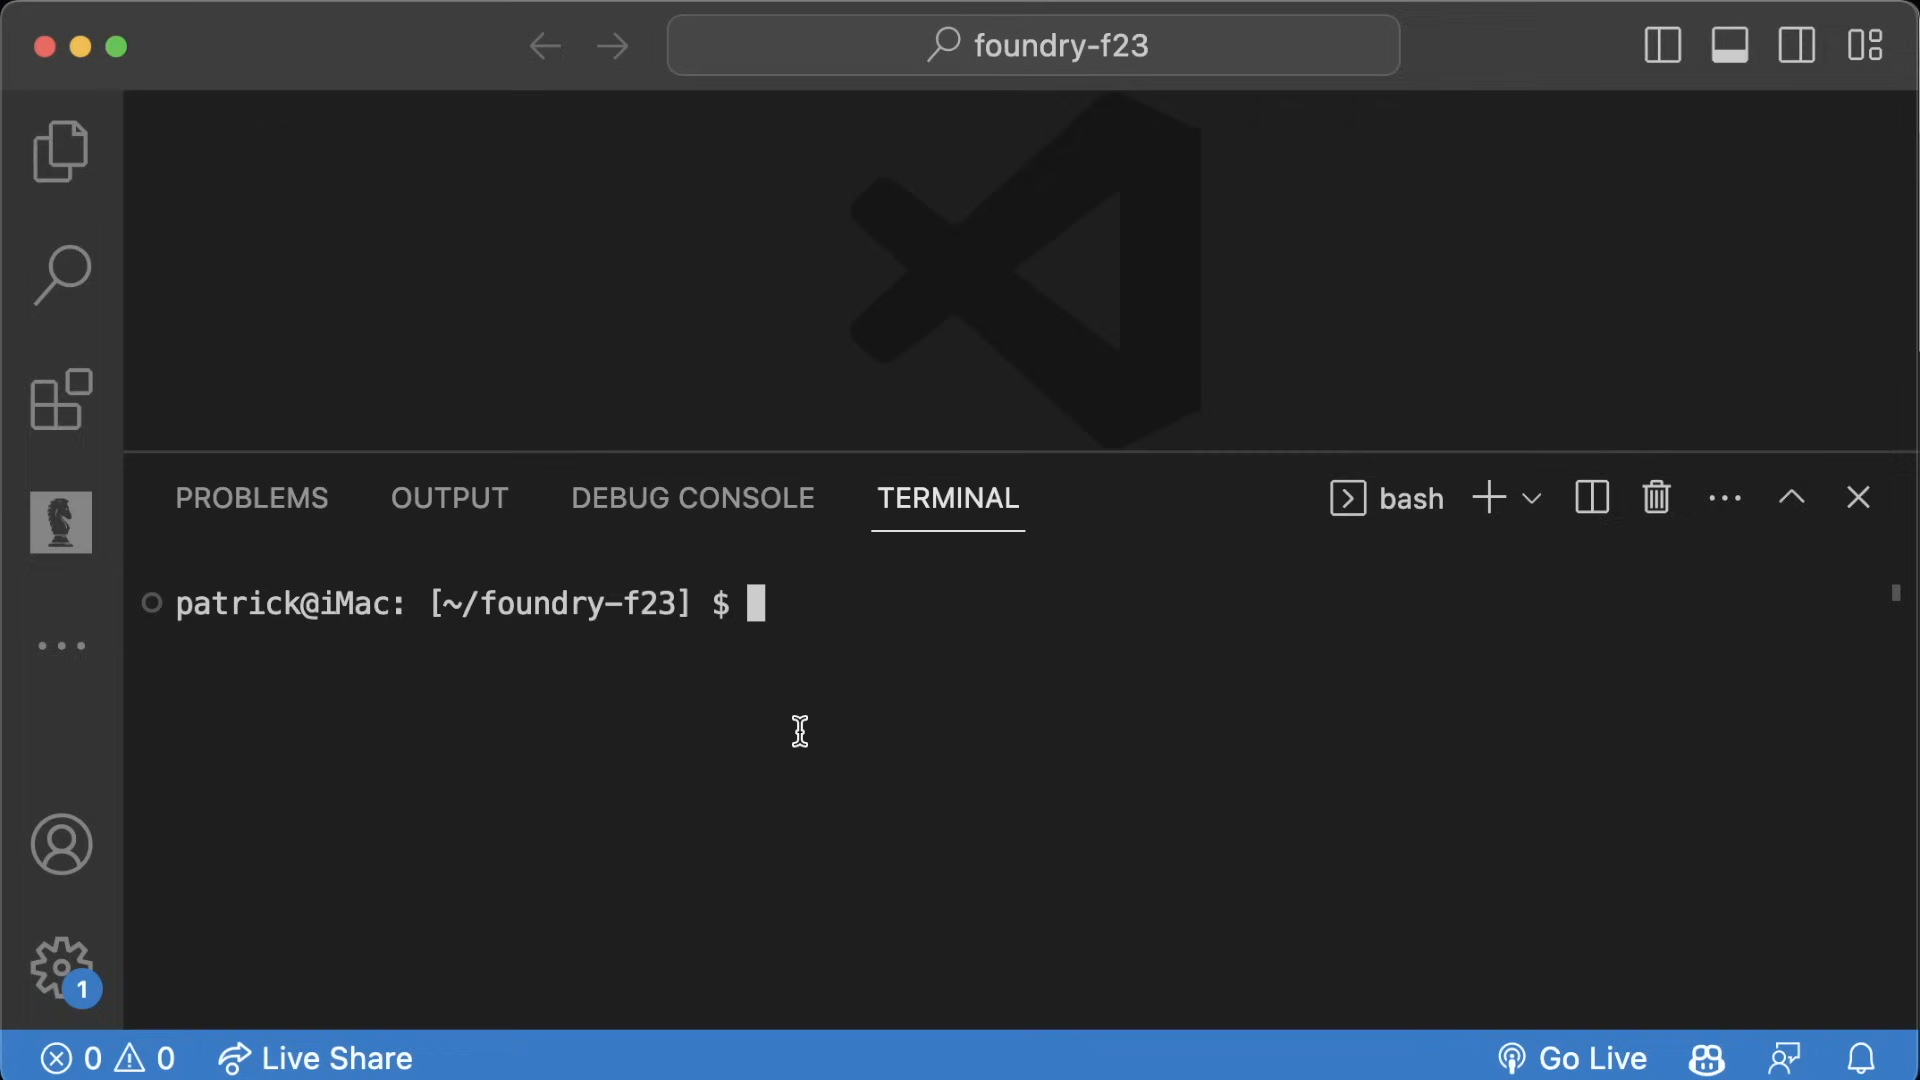 foundry-f23
PROBLEMS OUTPUT DEBUG CONSOLE TERMINAL bash
patrick@iMac: [~/foundry-f23] $
1
0 0 Live Share Go Live